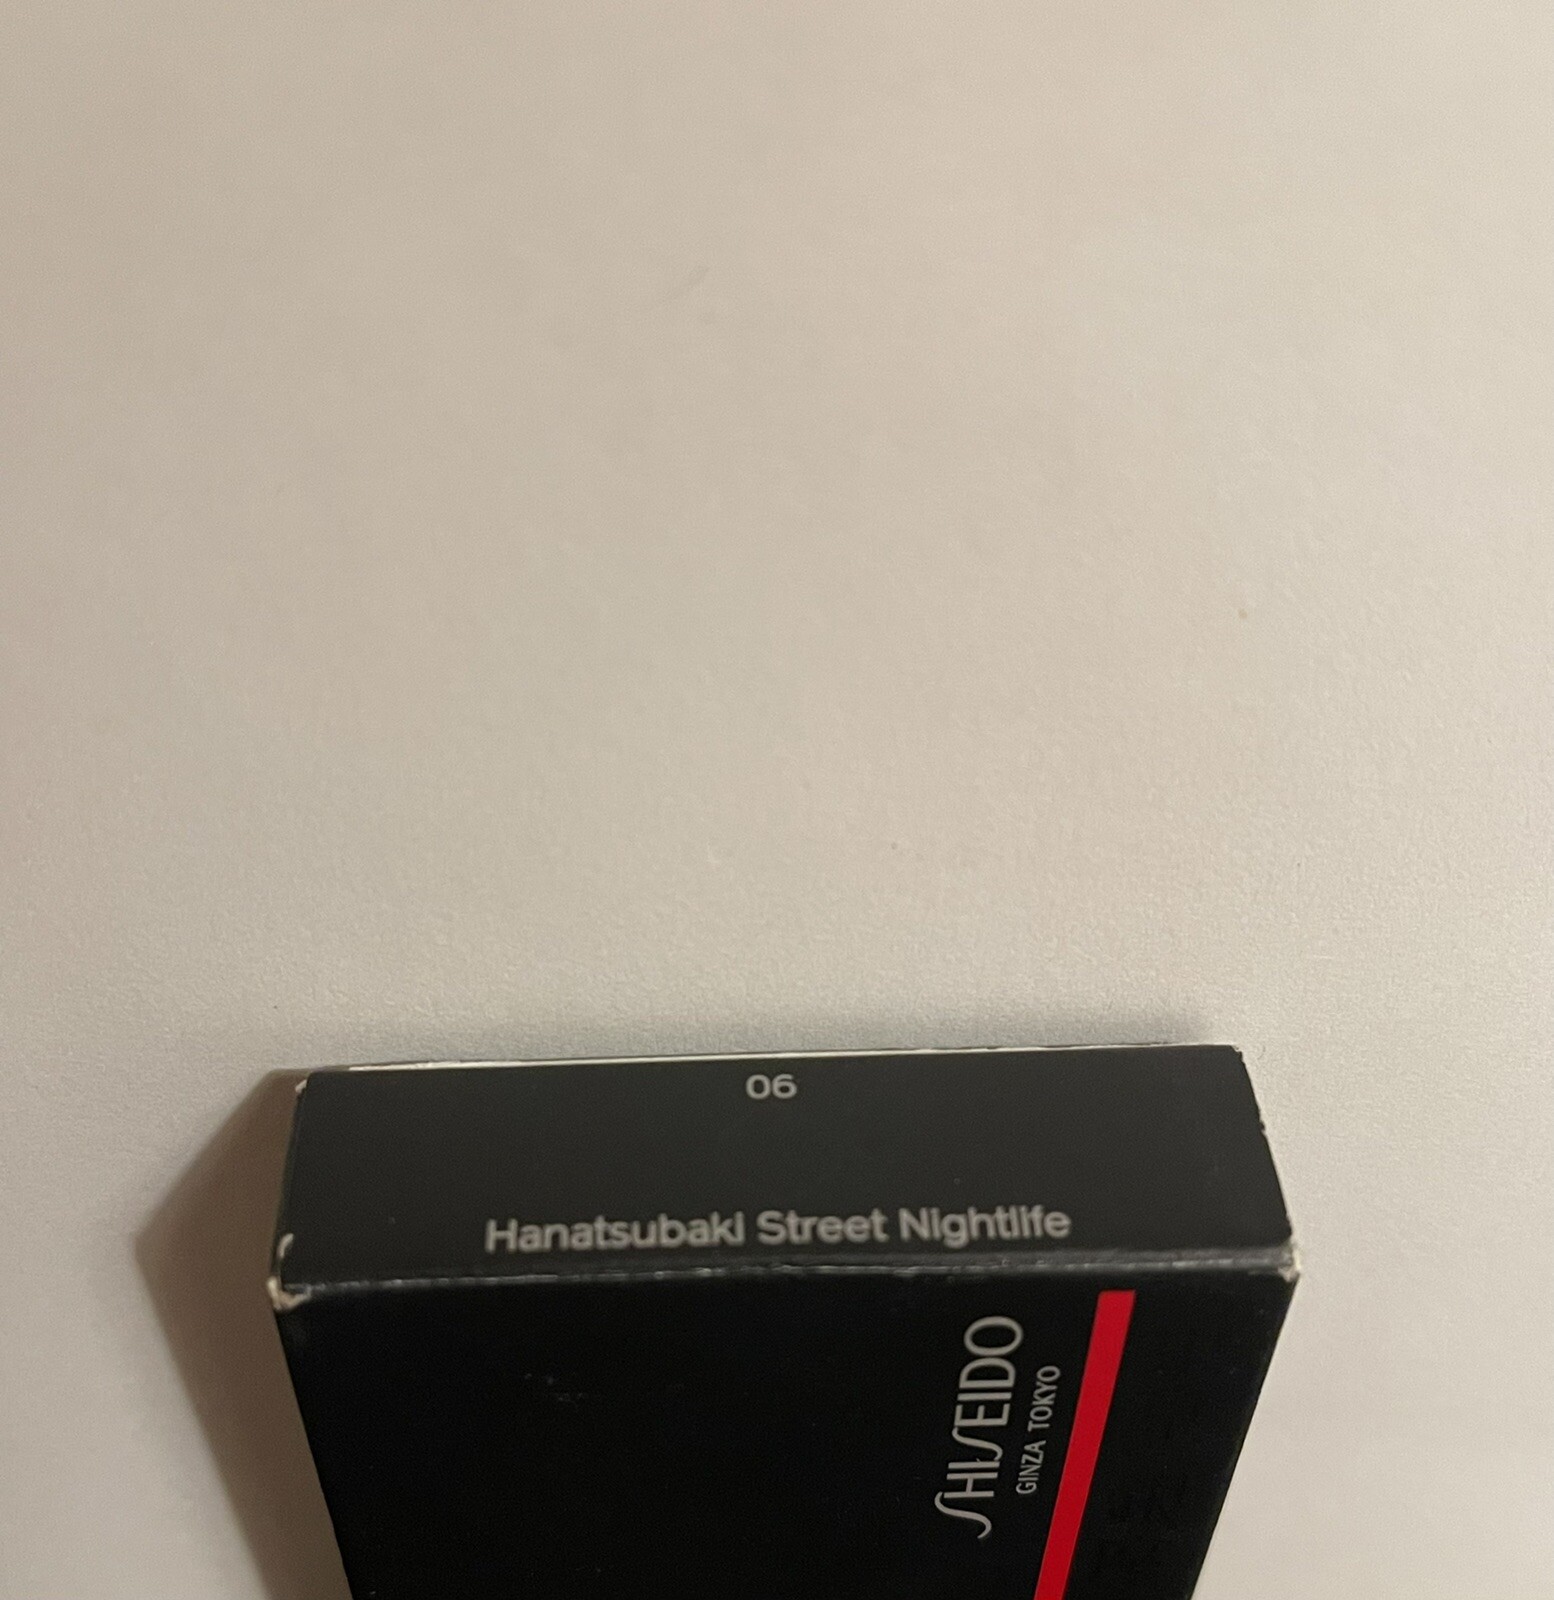 06
Hanatsubaki Street Nightlife
SHISEIDO
GINZA TOKYO